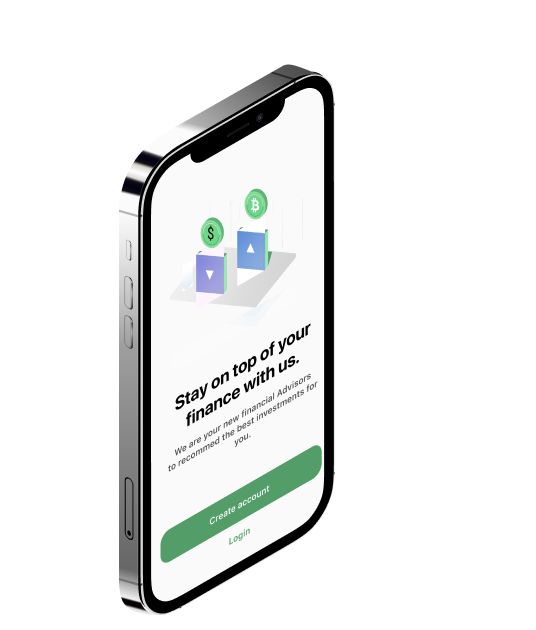 $
₿
Stay on top of your
finance with us.
We are your new financial Advisors
to recommed the best investments for
you.
Create account
Login